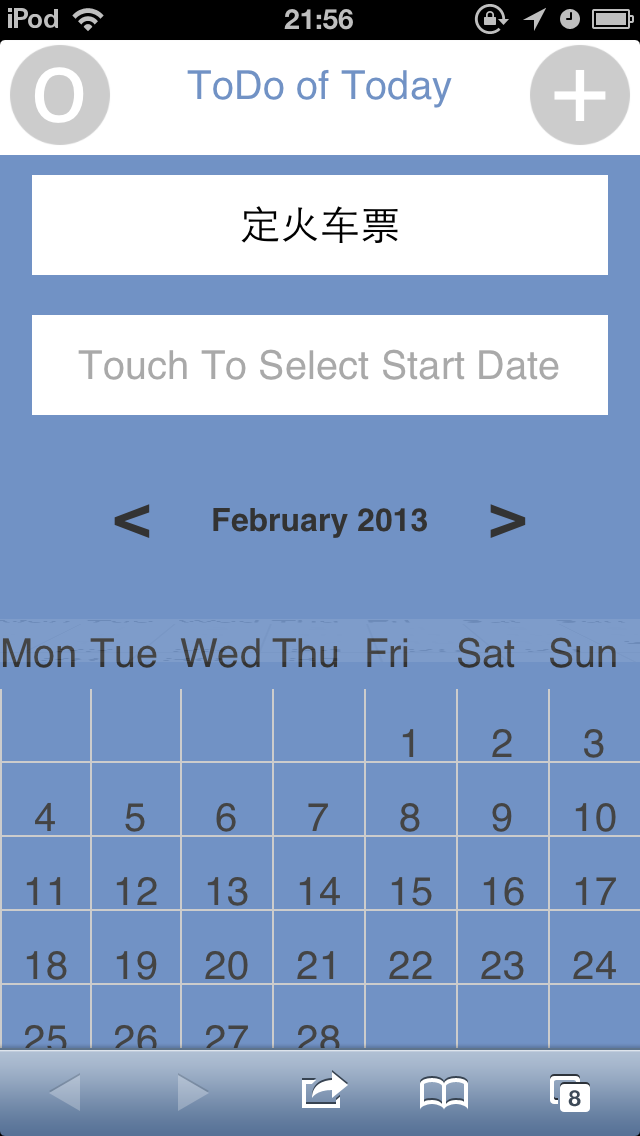 iPod 21:56
O ToDo of Today +
定火车票
Touch To Select Start Date
< February 2013 >
Mon Tue Wed Thu Fri Sat Sun
1 2 3
4 5 6 7 8 9 10
11 12 13 14 15 16 17
18 19 20 21 22 23 24
25 26 27 28
8